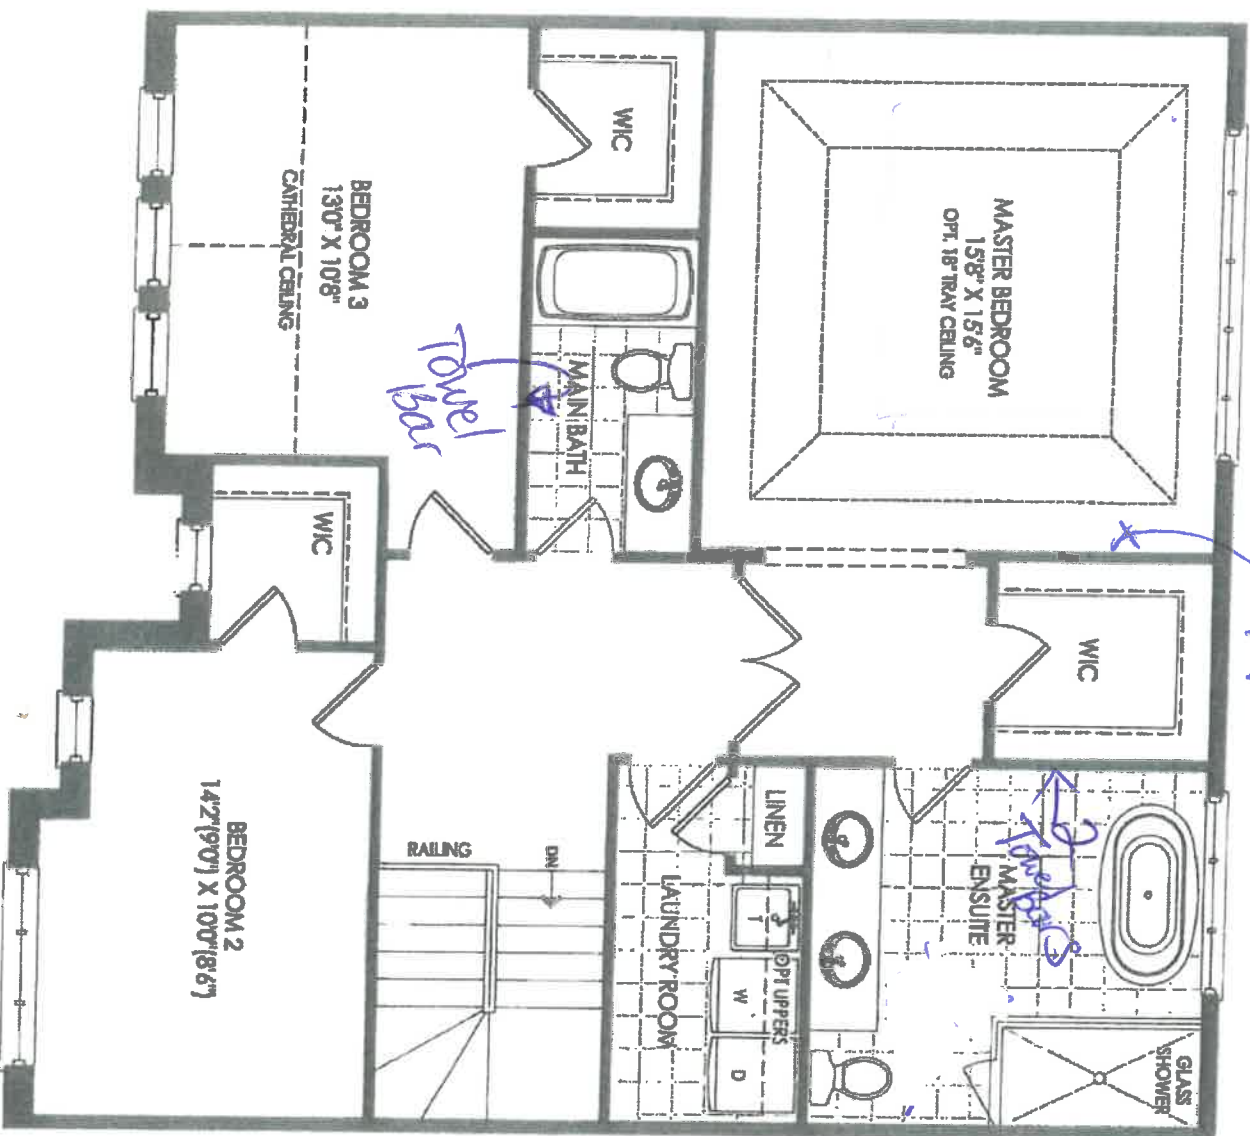 MASTER BEDROOM
15'8" X 15'6"
OPT. 18" TRAY CEILING
WIC
WIC
MASTER
ENSUITE
2
Towel bars
GLASS
SHOWER
MAIN BATH
Towel
bar
LINEN
OPT UPPERS
T
W
D
LAUNDRY ROOM
BEDROOM 3
13'0" X 10'8"
CATHEDRAL CEILING
WIC
DN
RAILING
BEDROOM 2
14'2"(9'0") X 10'0"(8'6")